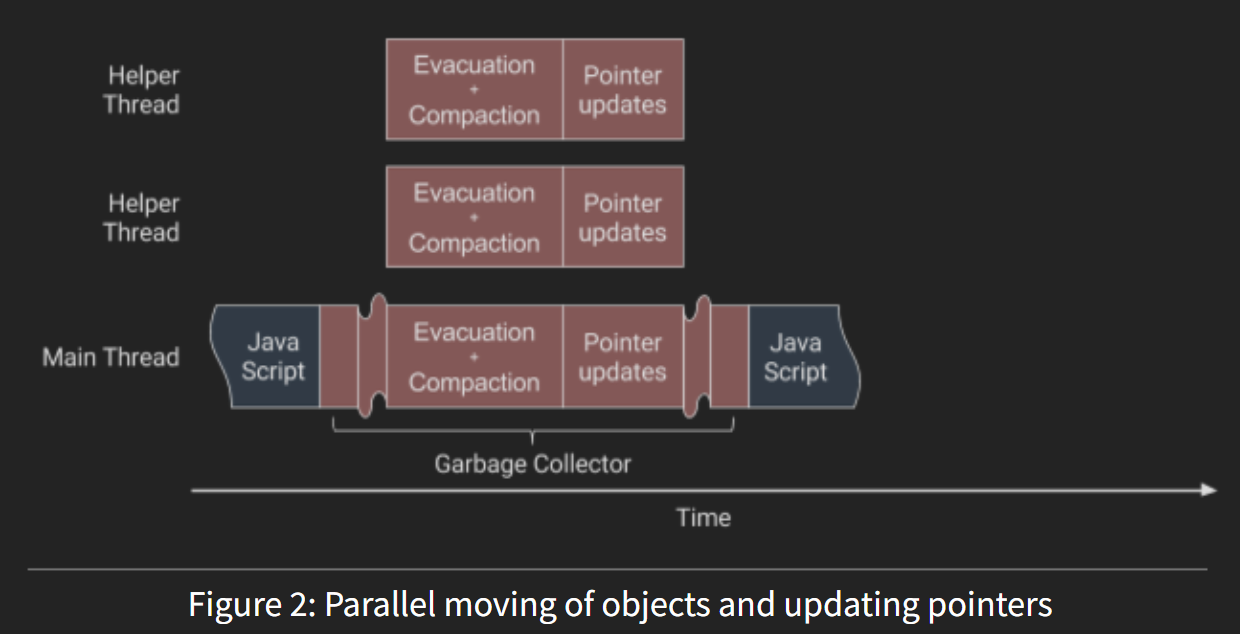 Helper
Thread
Evacuation
+
Compaction
Pointer
updates
Helper
Thread
Evacuation
+
Compaction
Pointer
updates
Main Thread
Java
Script
Evacuation
+
Compaction
Pointer
updates
Java
Script
Garbage Collector
Time
Figure 2: Parallel moving of objects and updating pointers